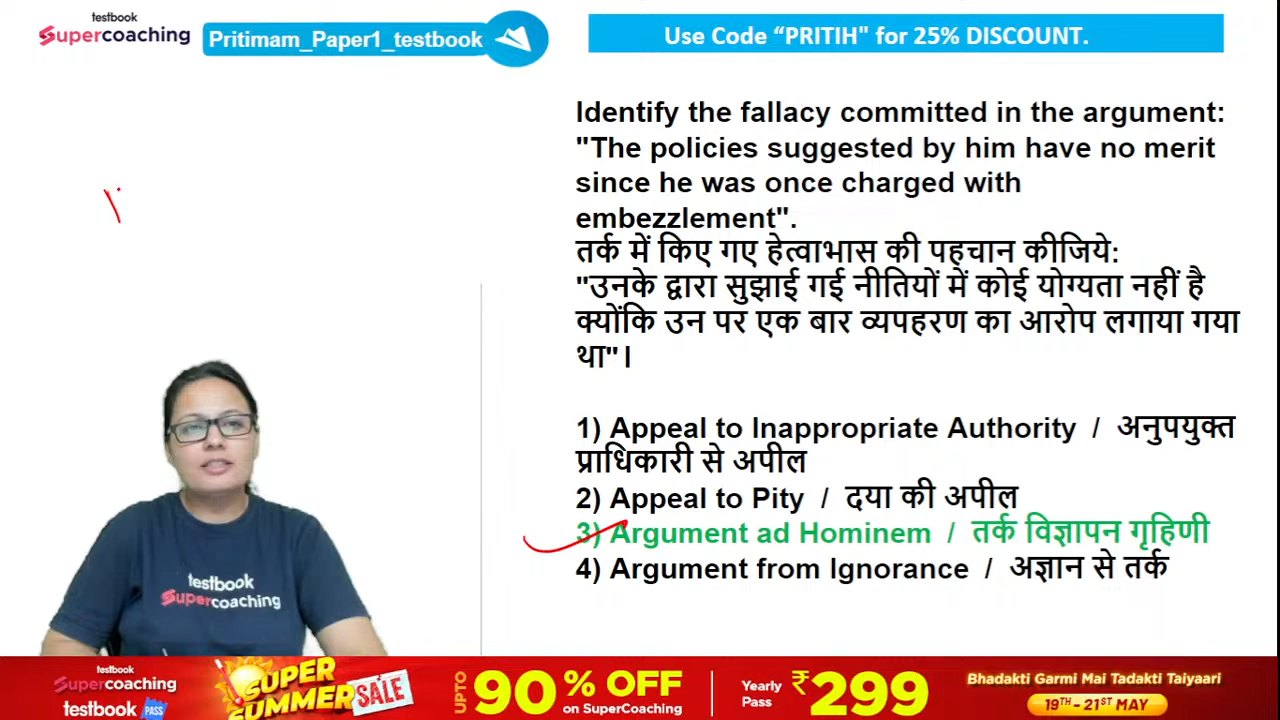 testbook
Supercoaching
Pritimam_Paper1_testbook
Use Code “PRITIH" for 25% DISCOUNT.
Identify the fallacy committed in the argument:
"The policies suggested by him have no merit
since he was once charged with
embezzlement".
तर्क में किए गए हेत्वाभास की पहचान कीजिये:
"उनके द्वारा सुझाई गई नीतियों में कोई योग्यता नहीं है
क्योंकि उन पर एक बार व्यपहरण का आरोप लगाया गया
था"।
1) Appeal to Inappropriate Authority / अनुपयुक्त
प्राधिकारी से अपील
2) Appeal to Pity / दया की अपील
3) Argument ad Hominem / तर्क विज्ञापन गृहिणी
4) Argument from Ignorance / अज्ञान से तर्क
testbook
Supercoaching
testbook
Supercoaching
testbook PASS
SUPER
SUMMER SALE
UPTO 90% OFF
on SuperCoaching
Yearly
Pass ₹299
Bhadakti Garmi Mai Tadakti Taiyaari
19TH - 21ST MAY